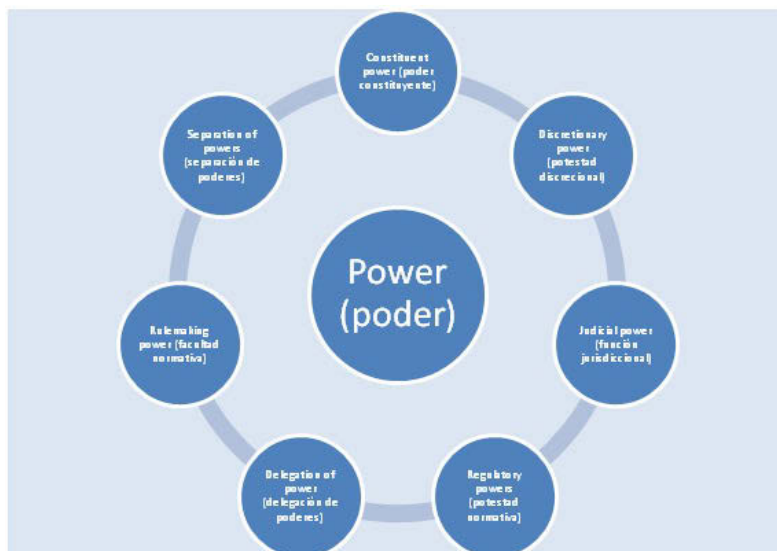 Constituent
power (poder
constituyente)
Discretionary
power
(potestad
discrecional)
Judicial power
(función
jurisdiccional)
Regulatory
powers
(potestad
normativa)
Delegation of
power
(delegación de
poderes)
Rulemaking
power (facultad
normativa)
Separation of
powers
(separación de
poderes)
Power
(poder)